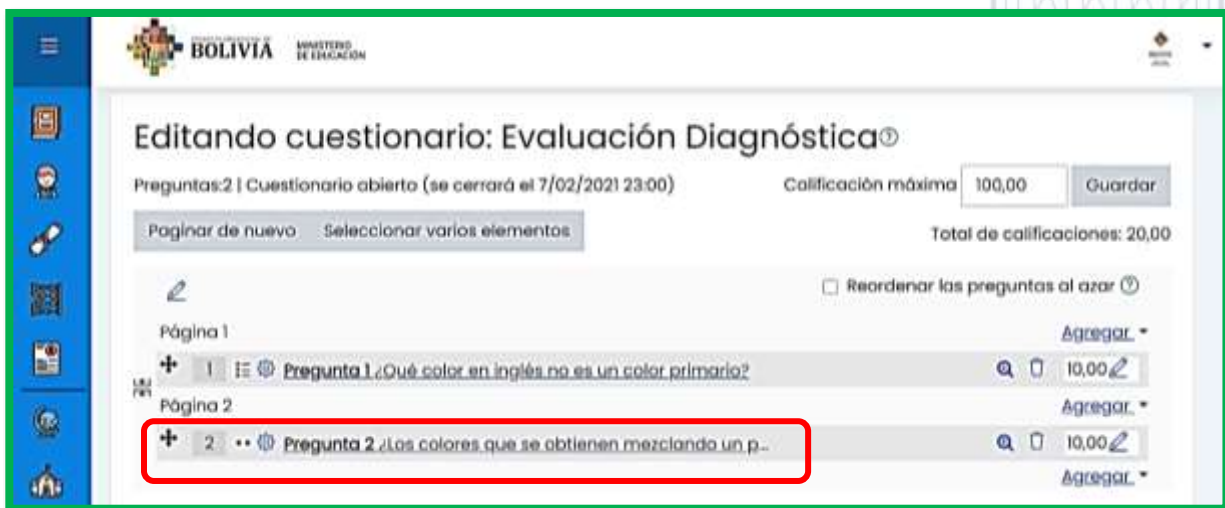 BOLIVIA MINISTERIO DE EDUCACIÓN
Editando cuestionario: Evaluación Diagnóstica
Preguntas:2 | Cuestionario abierto (se cerrará el 7/02/2021 23:00) Calificación máxima 100,00 Guardar
Paginar de nuevo Seleccionar varios elementos Total de calificaciones: 20,00
Reordenar las preguntas al azar
Página 1 Agregar
1 Pregunta 1 ¿Qué color en inglés no es un color primario? 10,00
Página 2 Agregar
2 Pregunta 2 ¿Los colores que se obtienen mezclando un p... 10,00
Agregar